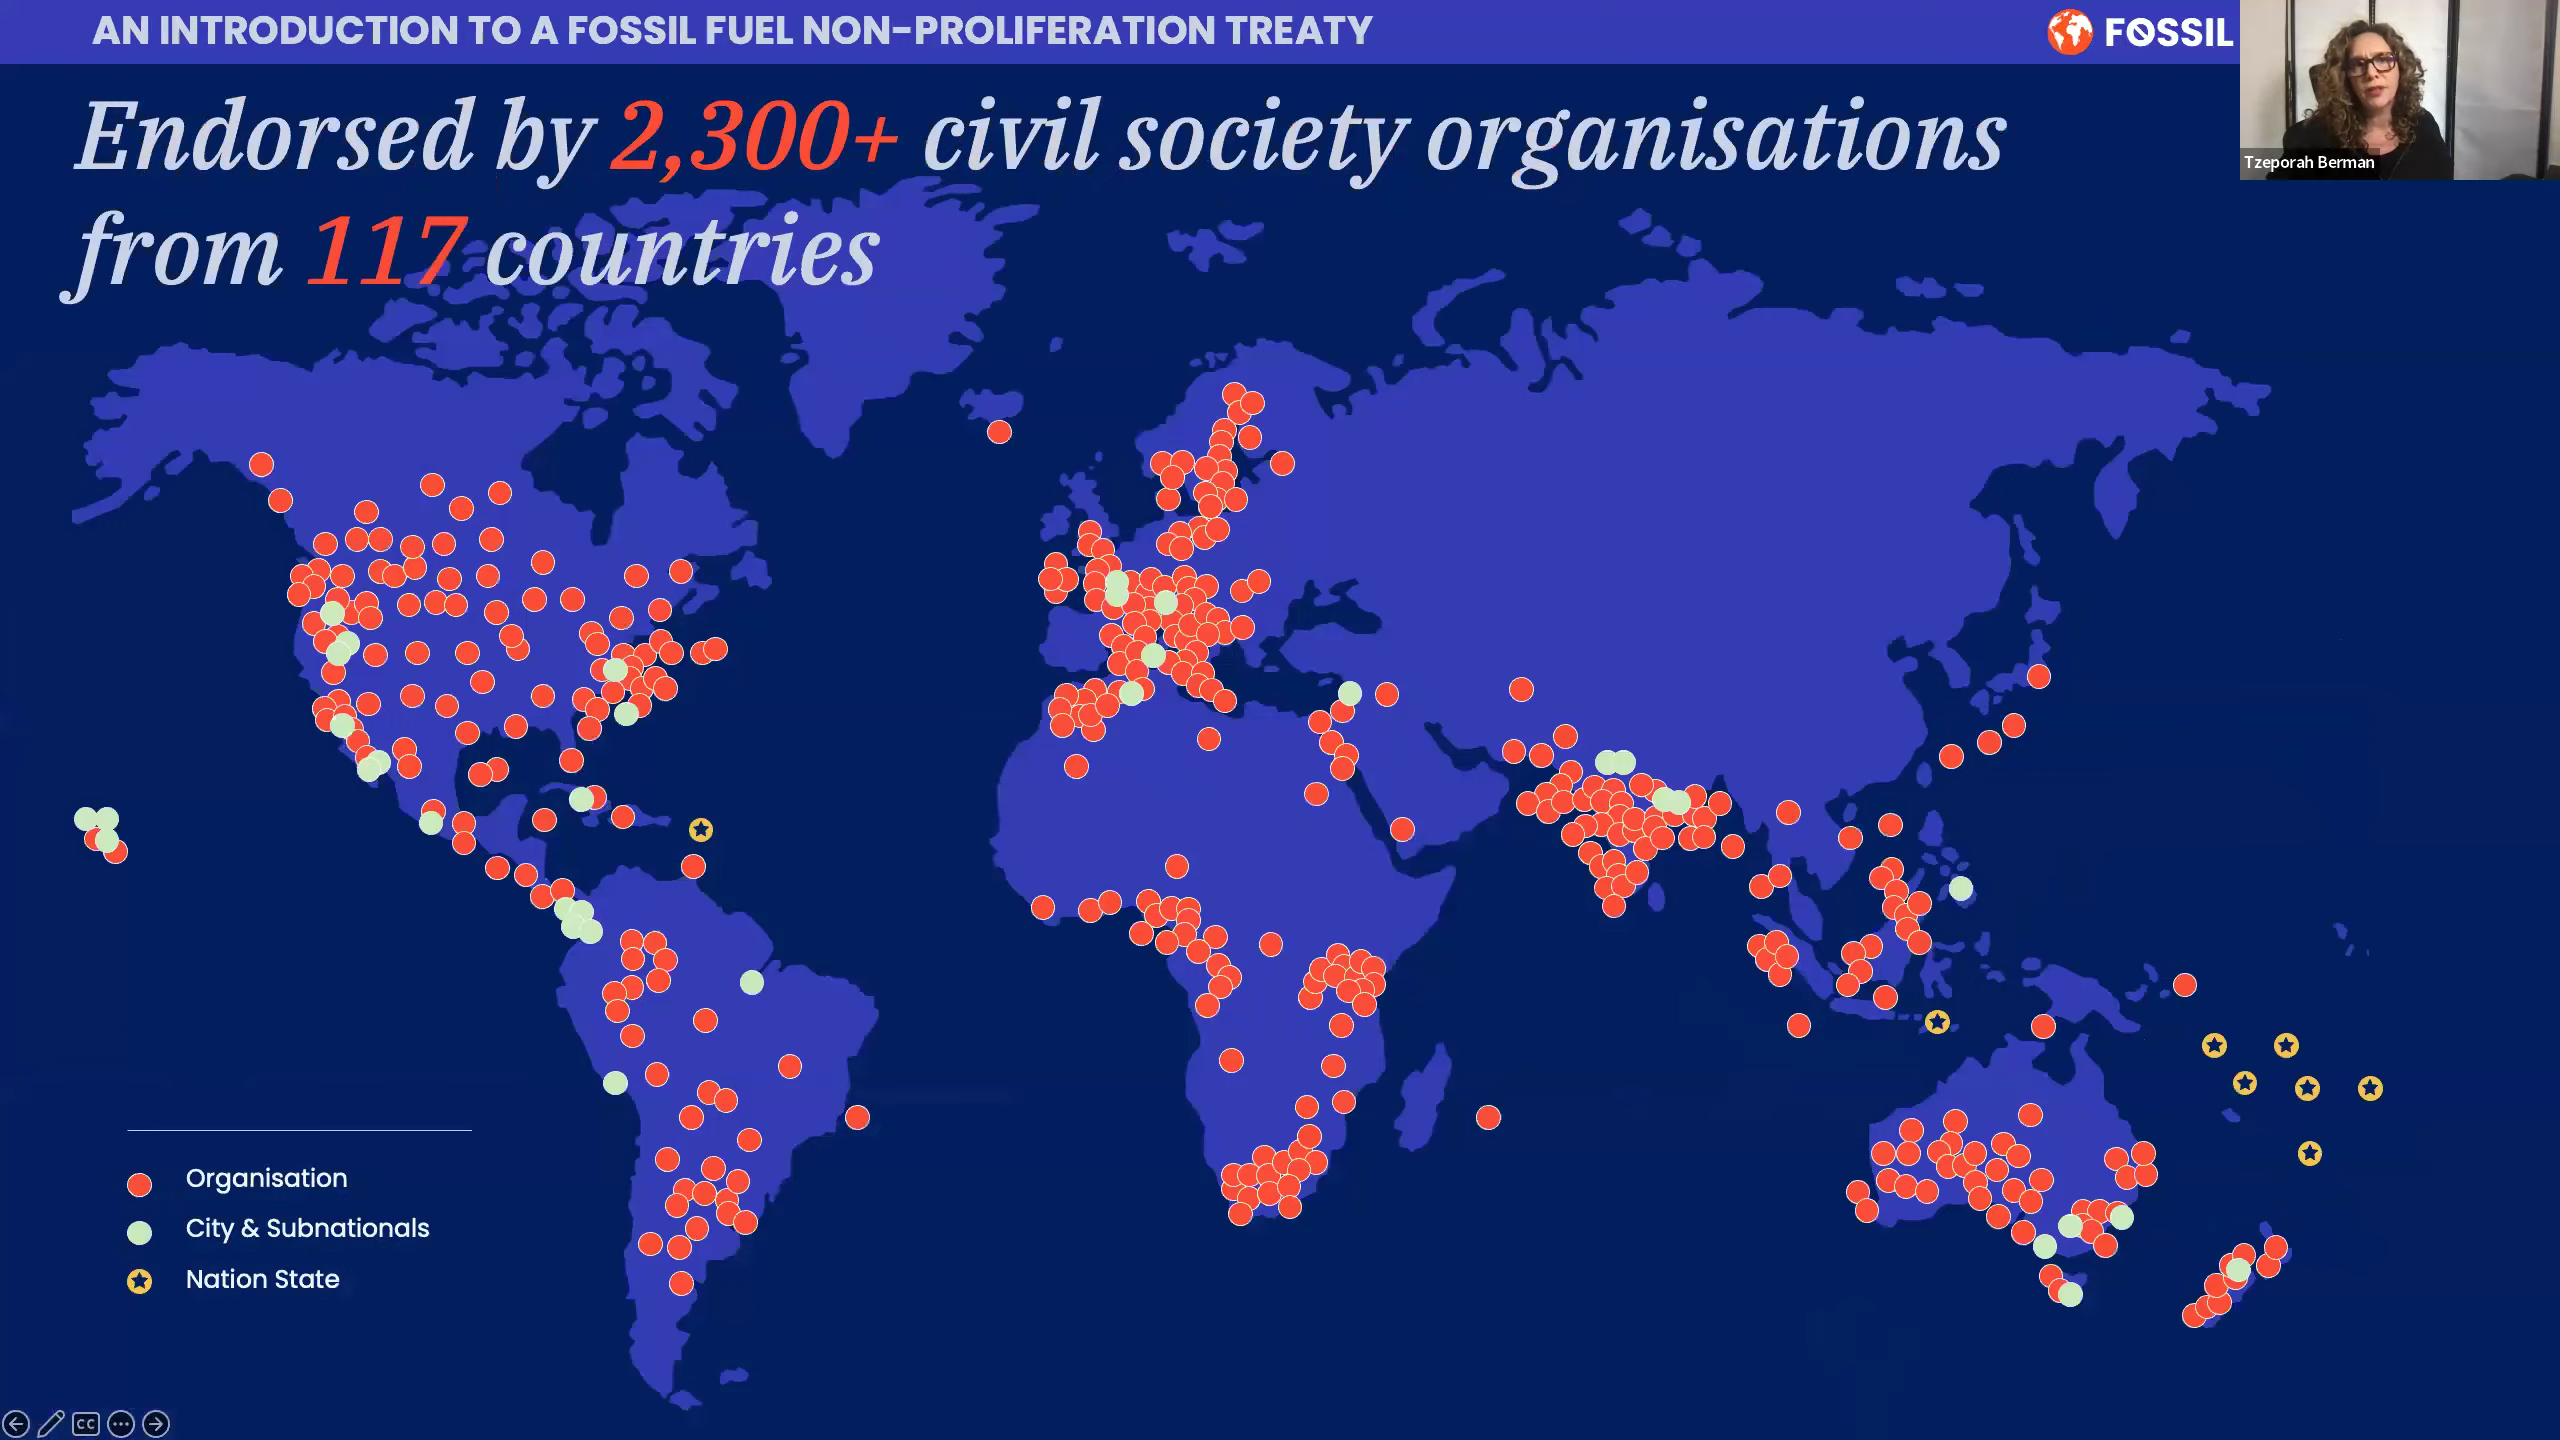 AN INTRODUCTION TO A FOSSIL FUEL NON-PROLIFERATION TREATY
FOSSIL
Tzeporah Berman
Endorsed by 2,300+ civil society organisations
from 117 countries
Organisation
City & Subnationals
Nation State
CC